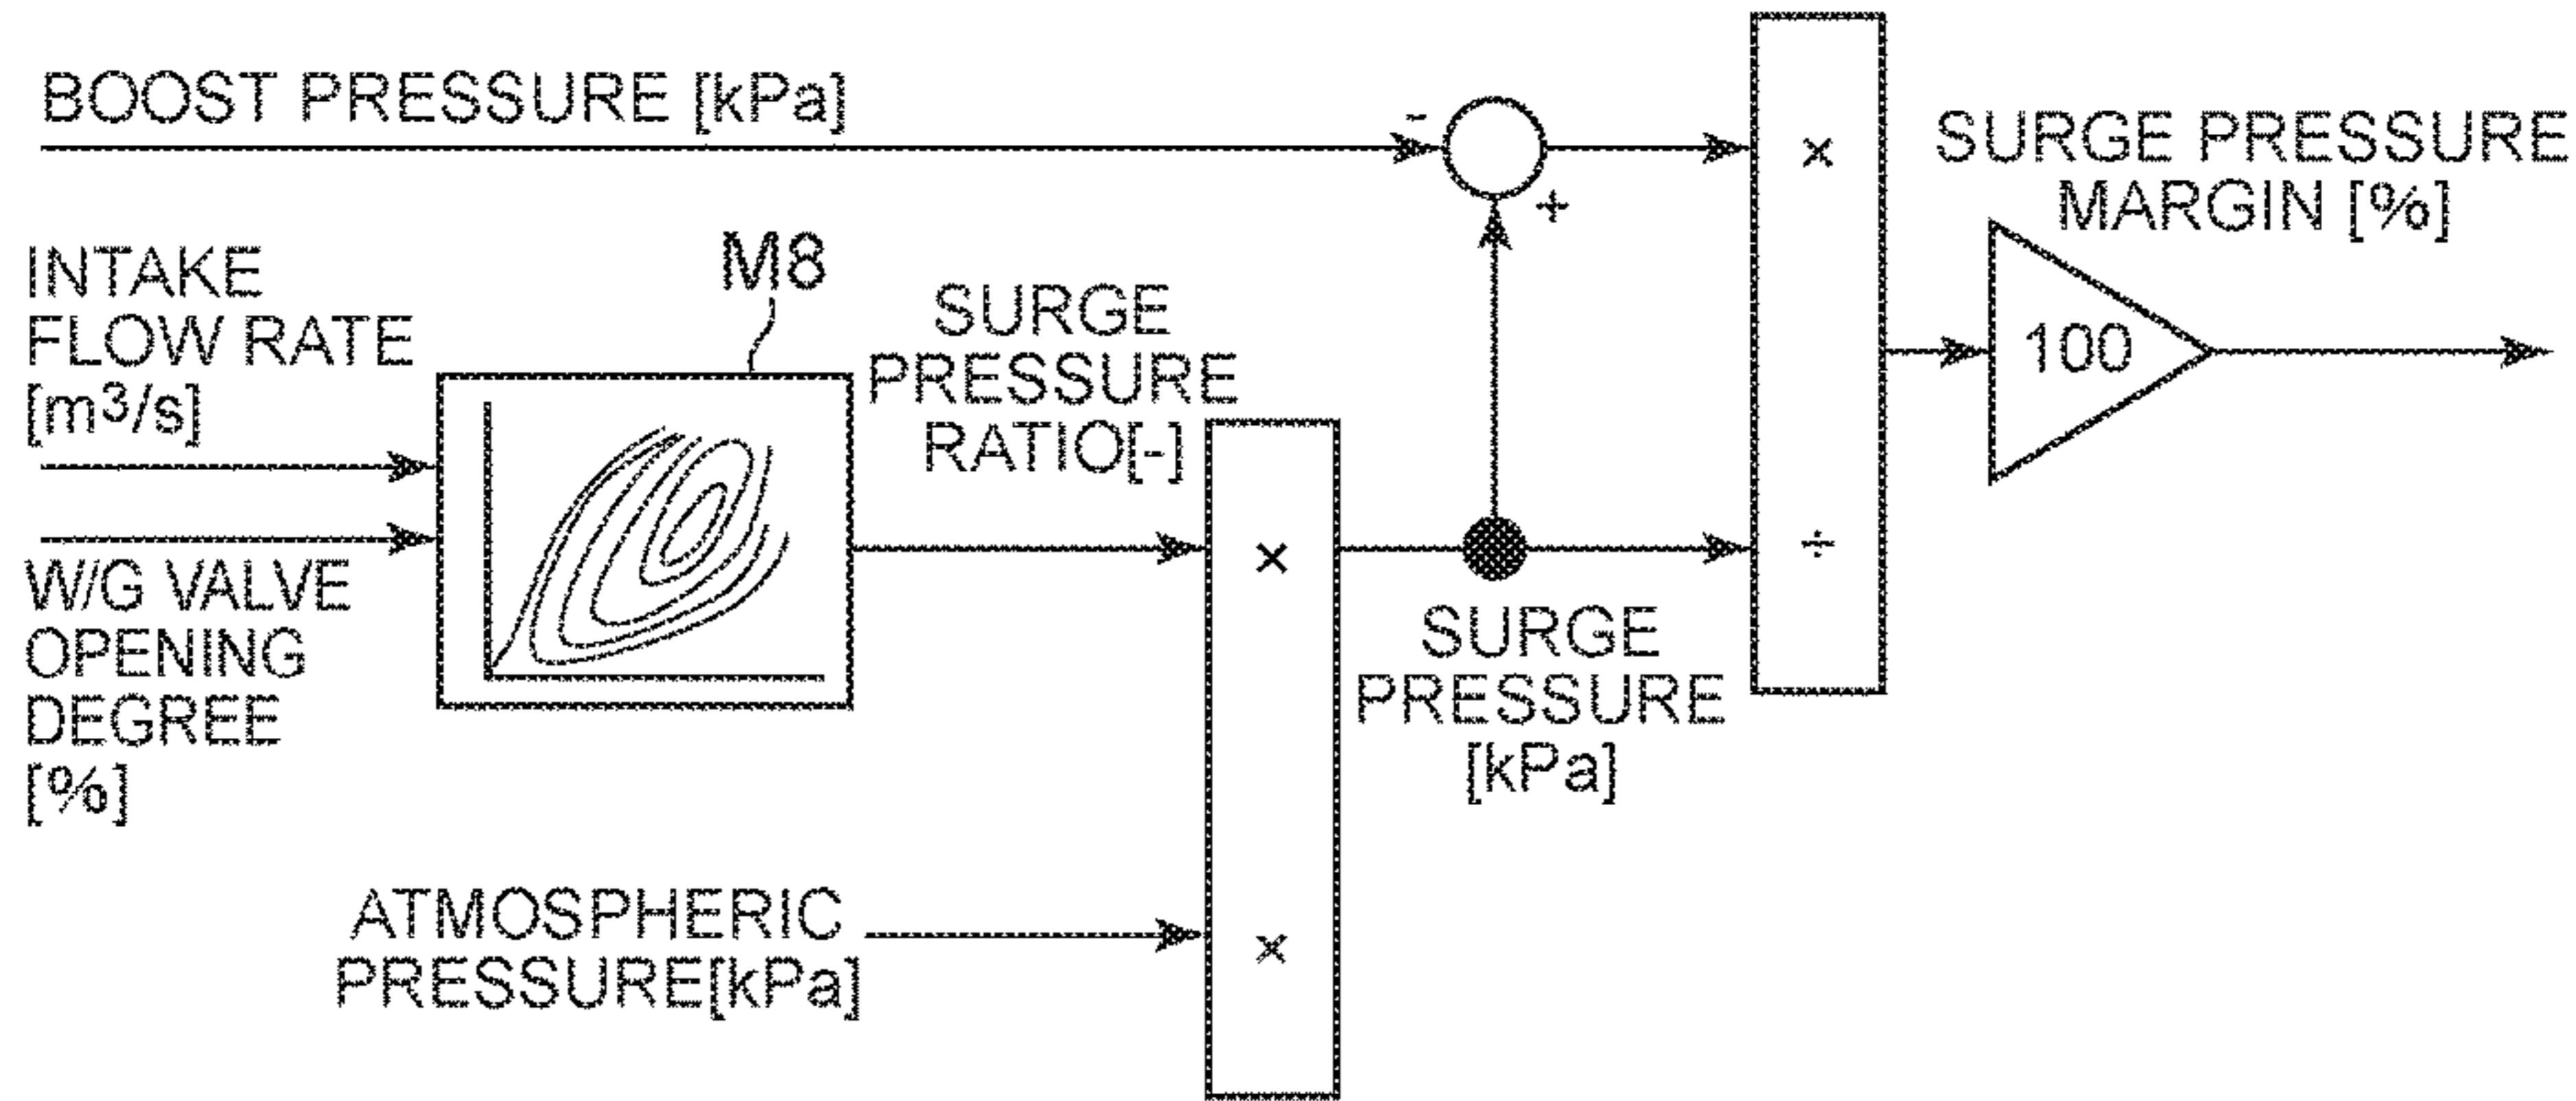 BOOST PRESSURE [kPa]
-
+
×
÷
SURGE PRESSURE
MARGIN [%]
100
INTAKE
FLOW RATE
[m3/s]
M8
SURGE
PRESSURE
RATIO[-]
×
×
W/G VALVE
OPENING
DEGREE
[%]
SURGE
PRESSURE
[kPa]
ATMOSPHERIC
PRESSURE[kPa]